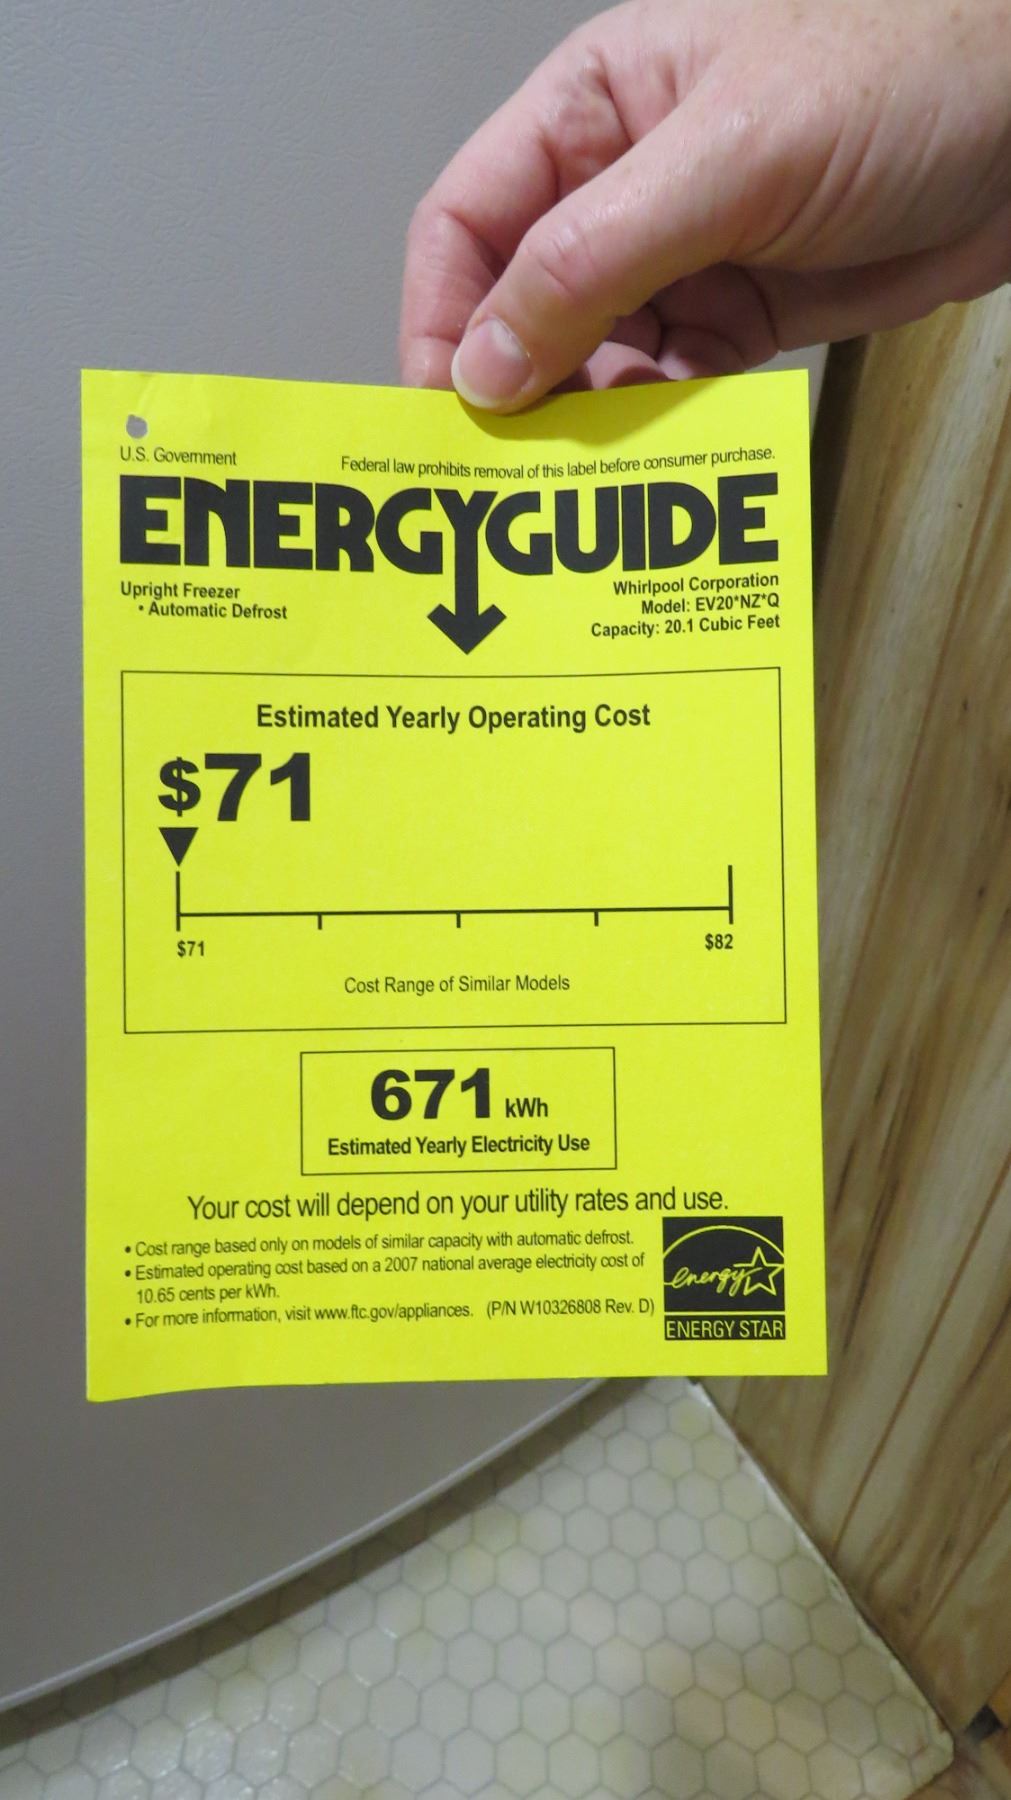 U.S. Government
Federal law prohibits removal of this label before consumer purchase.
ENERGYGUIDE
Upright Freezer
• Automatic Defrost
Whirlpool Corporation
Model: EV20*NZ*Q
Capacity: 20.1 Cubic Feet
Estimated Yearly Operating Cost
$71
$71
$82
Cost Range of Similar Models
671 kWh
Estimated Yearly Electricity Use
Your cost will depend on your utility rates and use.
• Cost range based only on models of similar capacity with automatic defrost.
• Estimated operating cost based on a 2007 national average electricity cost of
10.65 cents per kWh.
• For more information, visit www.ftc.gov/appliances. (P/N W10326808 Rev. D)
energy
ENERGY STAR